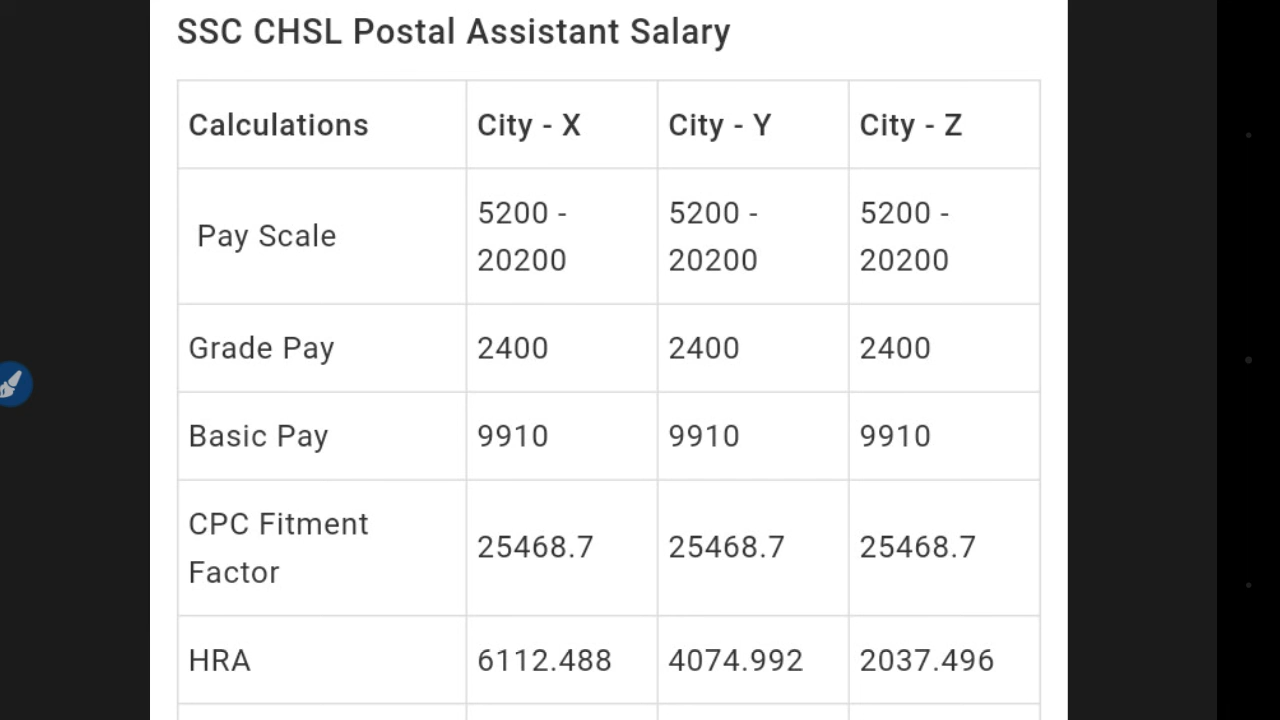 SSC CHSL Postal Assistant Salary
Calculations City - X City - Y City - Z
Pay Scale 5200 - 20200 5200 - 20200 5200 - 20200
Grade Pay 2400 2400 2400
Basic Pay 9910 9910 9910
CPC Fitment Factor 25468.7 25468.7 25468.7
HRA 6112.488 4074.992 2037.496